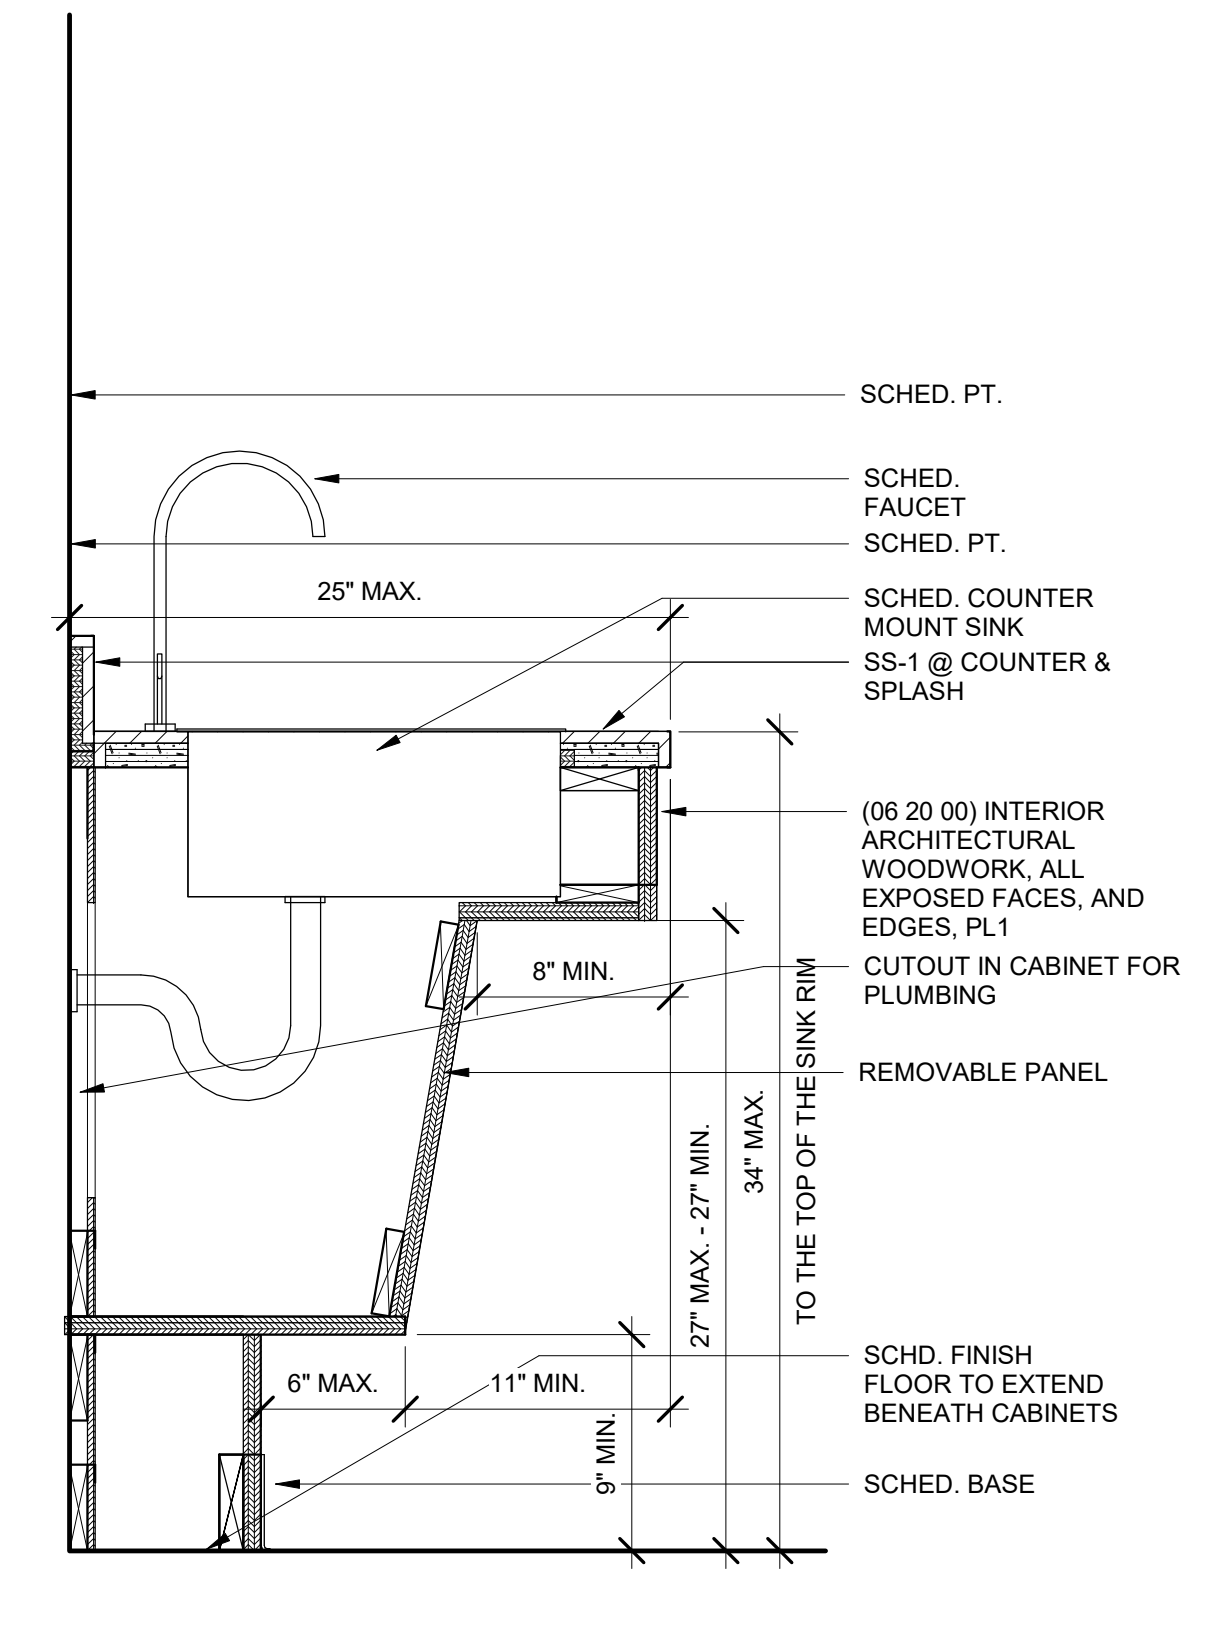 SCHED. PT.
SCHED.
FAUCET
SCHED. PT.
25" MAX.
SCHED. COUNTER
MOUNT SINK
SS-1 @ COUNTER &
SPLASH
(06 20 00) INTERIOR
ARCHITECTURAL
WOODWORK, ALL
EXPOSED FACES, AND
EDGES, PL1
8" MIN.
CUTOUT IN CABINET FOR
PLUMBING
REMOVABLE PANEL
27" MAX. - 27" MIN.
34" MAX.
TO THE TOP OF THE SINK RIM
6" MAX.
11" MIN.
9" MIN.
SCHD. FINISH
FLOOR TO EXTEND
BENEATH CABINETS
SCHED. BASE